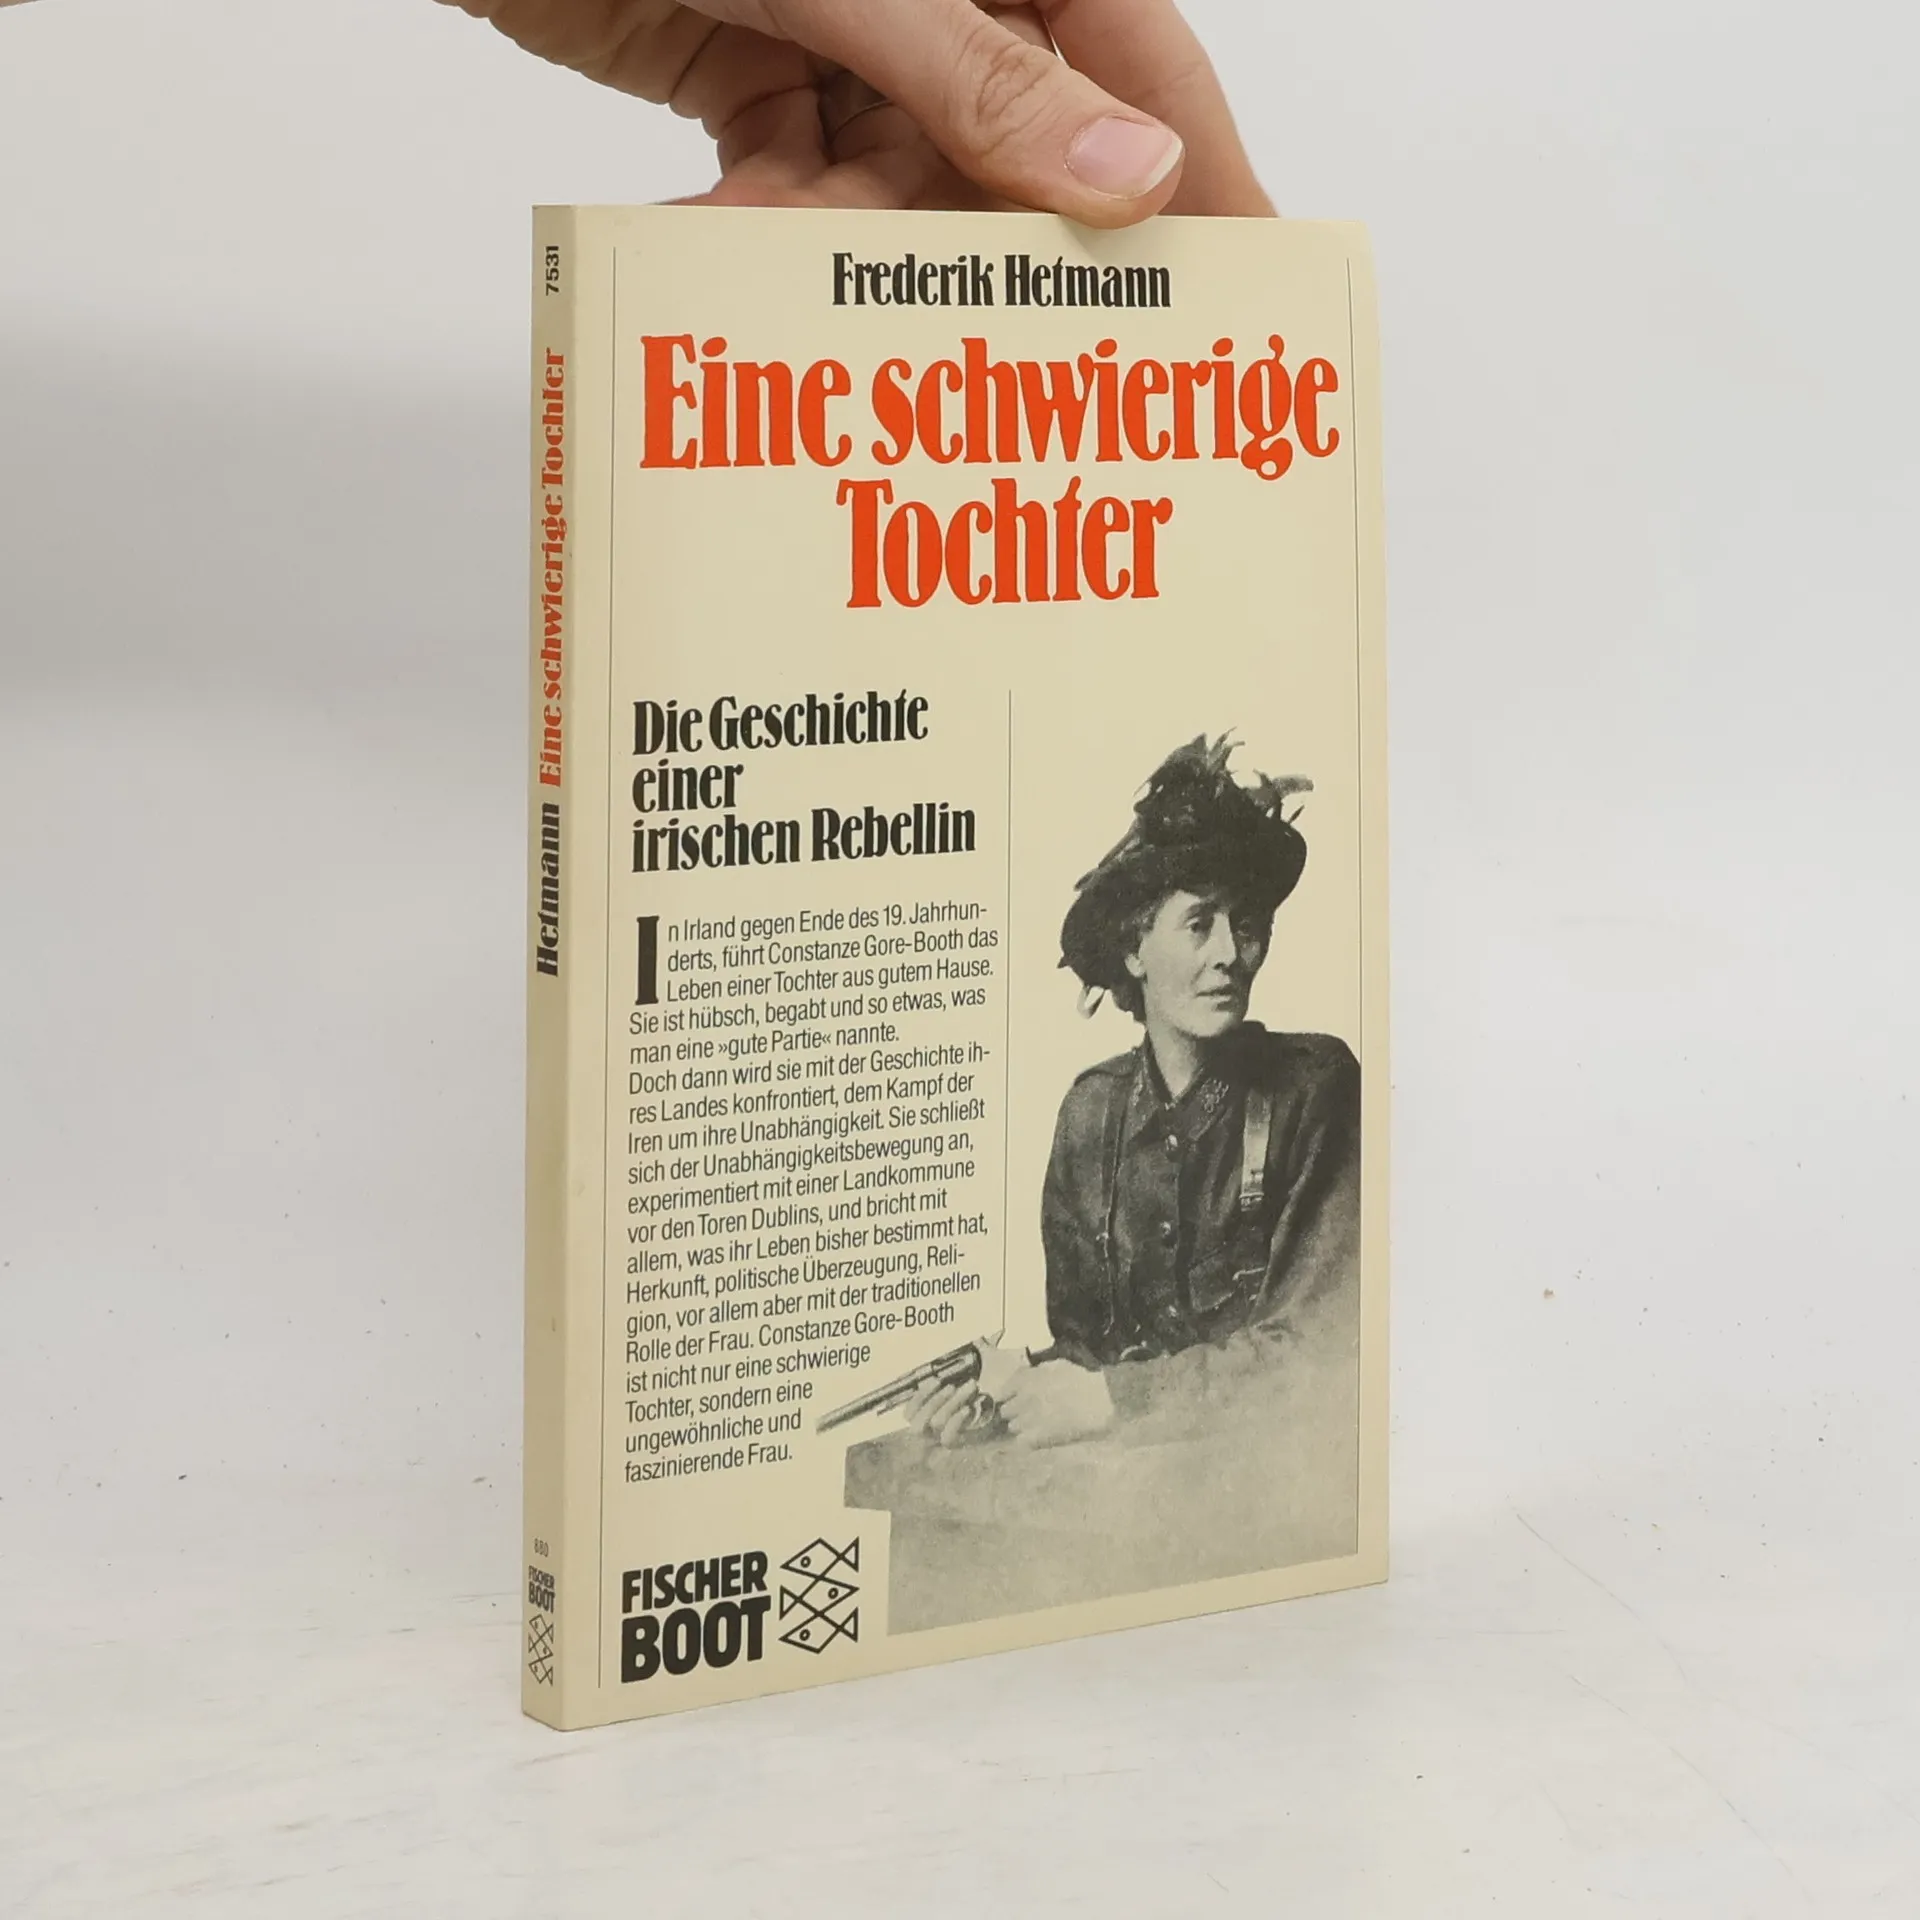 Frederik Hetmann
Eine schwierige
Tochter
Die Geschichte
einer
irischen Rebellin
In Irland gegen Ende des 19. Jahrhun-
derts, führt Constanze Gore-Booth das
Leben einer Tochter aus gutem Hause.
Sie ist hübsch, begabt und so etwas, was
man eine »gute Partie« nannte.
Doch dann wird sie mit der Geschichte ih-
res Landes konfrontiert, dem Kampf der
Iren um ihre Unabhängigkeit. Sie schließt
sich der Unabhängigkeitsbewegung an,
experimentiert mit einer Landkommune
vor den Toren Dublins, und bricht mit
allem, was ihr Leben bisher bestimmt hat,
Herkunft, politische Überzeugung, Reli-
gion, vor allem aber mit der traditionellen
Rolle der Frau. Constanze Gore-Booth
ist nicht nur eine schwierige
Tochter, sondern eine
ungewöhnliche und
faszinierende Frau.
FISCHER
BOOT
7531
Hetmann Eine schwierige Tochter
880
FISCHER
BOOT